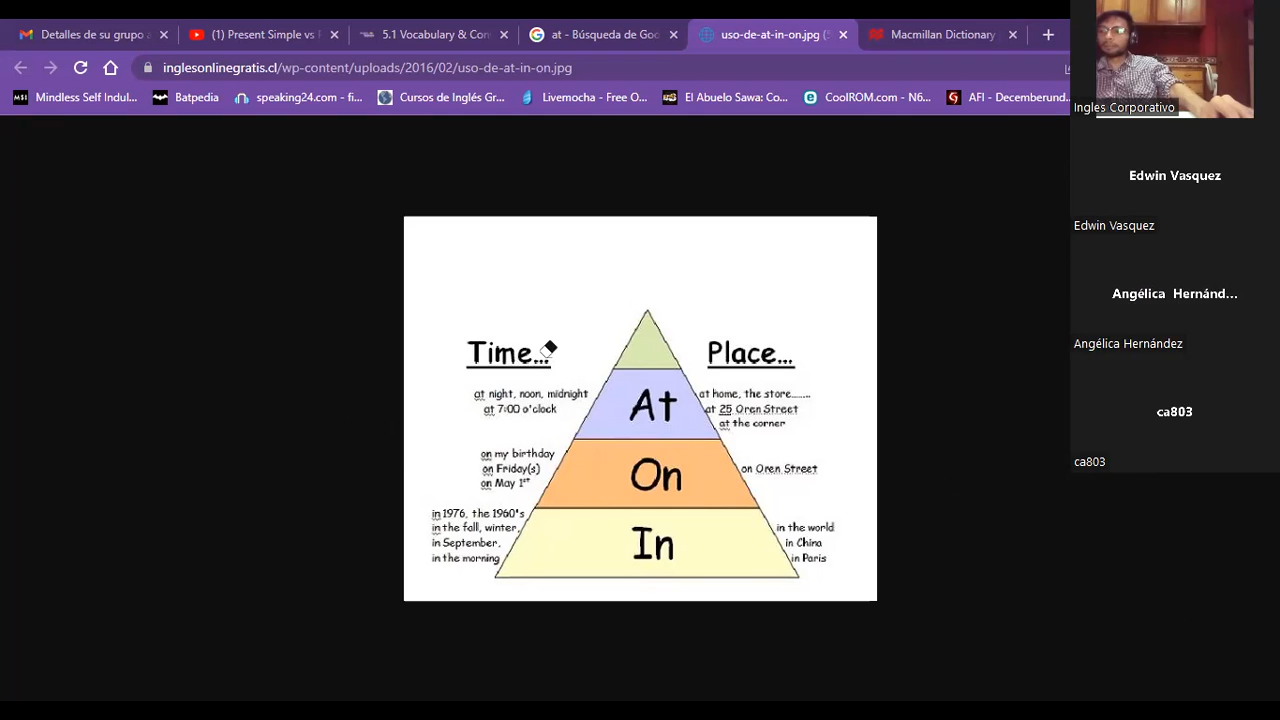 Detalles de su grupo a
(1) Present Simple vs F
5.1 Vocabulary & Con
at - Búsqueda de Goo
uso-de-at-in-on.jpg (5
Macmillan Dictionary
inglesonlinegratis.cl/wp-content/uploads/2016/02/uso-de-at-in-on.jpg
MSI Mindless Self Indul...
Batpedia
speaking24.com - fi...
Cursos de Inglés Gr...
Livemocha - Free O...
El Abuelo Sawa: Co...
CoolROM.com - N6...
AFI - Decemberund...
Ingles Corporativo
Edwin Vasquez
Edwin Vasquez
Angélica Hernánd...
Angélica Hernández
ca803
ca803
Time...
at night, noon, midnight
at 7:00 o'clock
on my birthday
on Friday(s)
on May 1st
in 1976, the 1960's
in the fall, winter,
in September,
in the morning
At
On
In
Place...
at home, the store.......
at 25 Oren Street
at the corner
on Oren Street
in the world
in China
in Paris